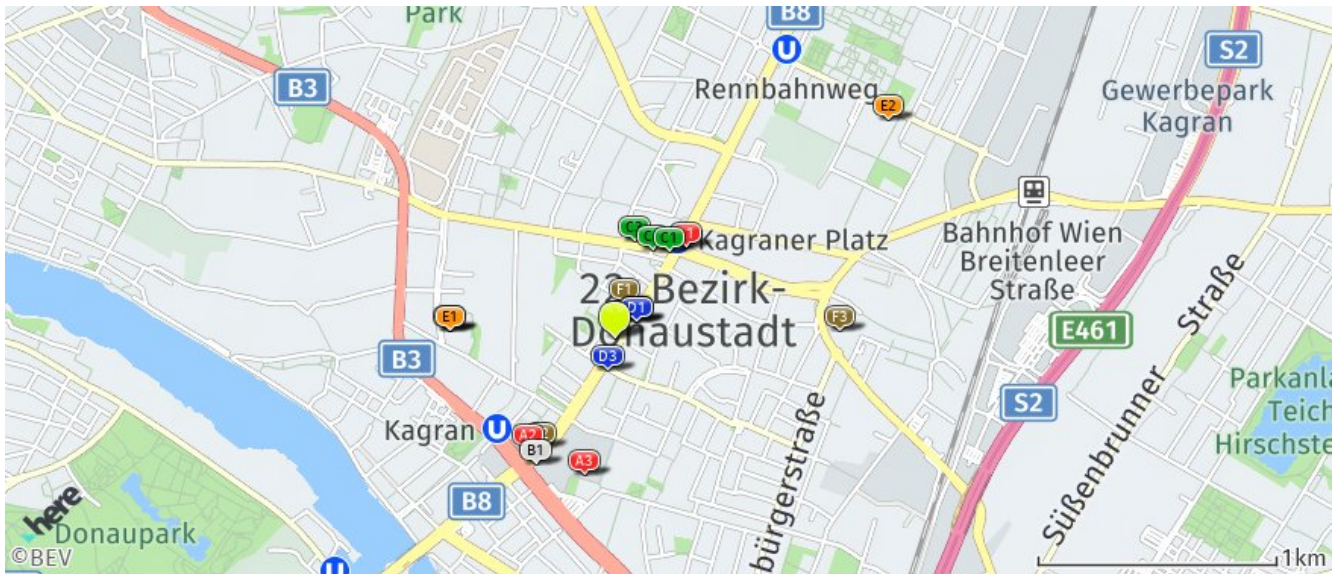 Park
B8
U
S2
B3
Rennbahnweg
E2
Gewerbepark
Kagran
C1
Kagraner Platz
Bahnhof Wien
Breitenleer
Straße
F1
22. Bezirk-
D1
Donaustadt
E1
F3
E461
B3
D3
Süßenbrunner Straße
S2
Parkanla
Teich
Hirschste
Kagran
U
A2
B1
A3
bürgerstraße
B8
here
Donaupark
©BEV
U
1km